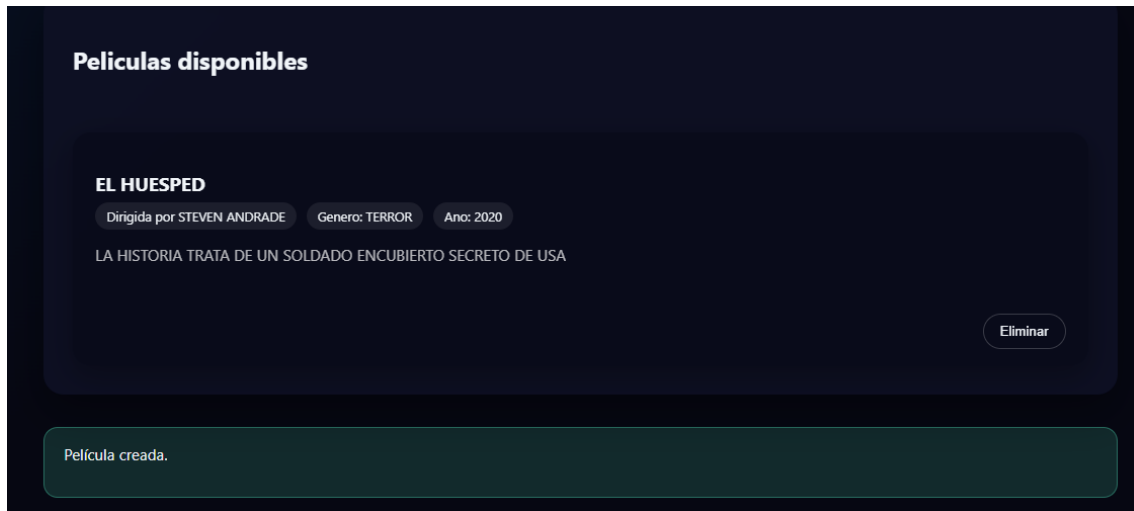 Peliculas disponibles
EL HUESPED
Dirigida por STEVEN ANDRADE Genero: TERROR Ano: 2020
LA HISTORIA TRATA DE UN SOLDADO ENCUBIERTO SECRETO DE USA
Eliminar
Película creada.